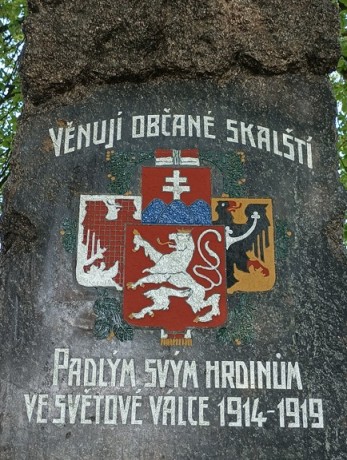 VĚNUJÍ OBČANÉ SKALŠTÍ
PADLÝM SVÝM HRDINŮM
VE SVĚTOVÉ VÁLCE 1914-1919